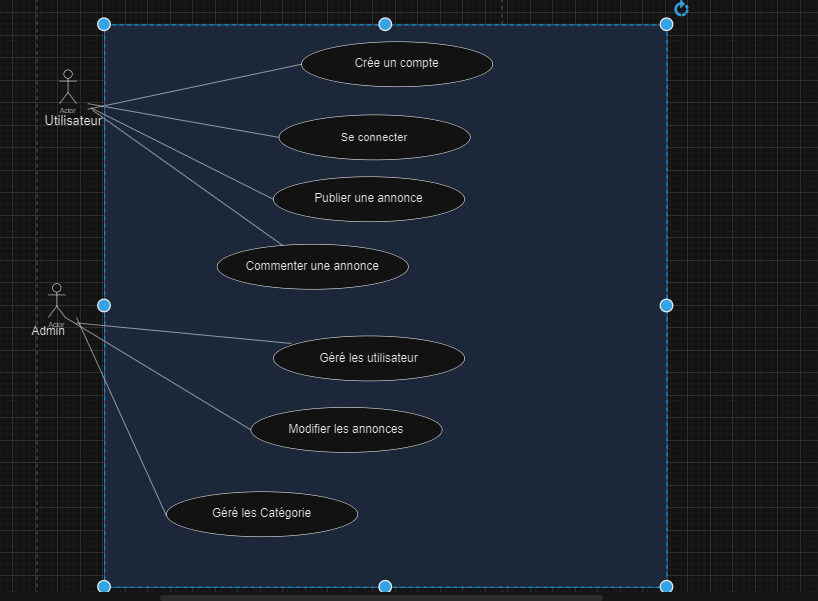 Crée un compte
Actor
Utilisateur
Se connecter
Publier une annonce
Commenter une annonce
Actor
Admin
Géré les utilisateur
Modifier les annonces
Géré les Catégorie